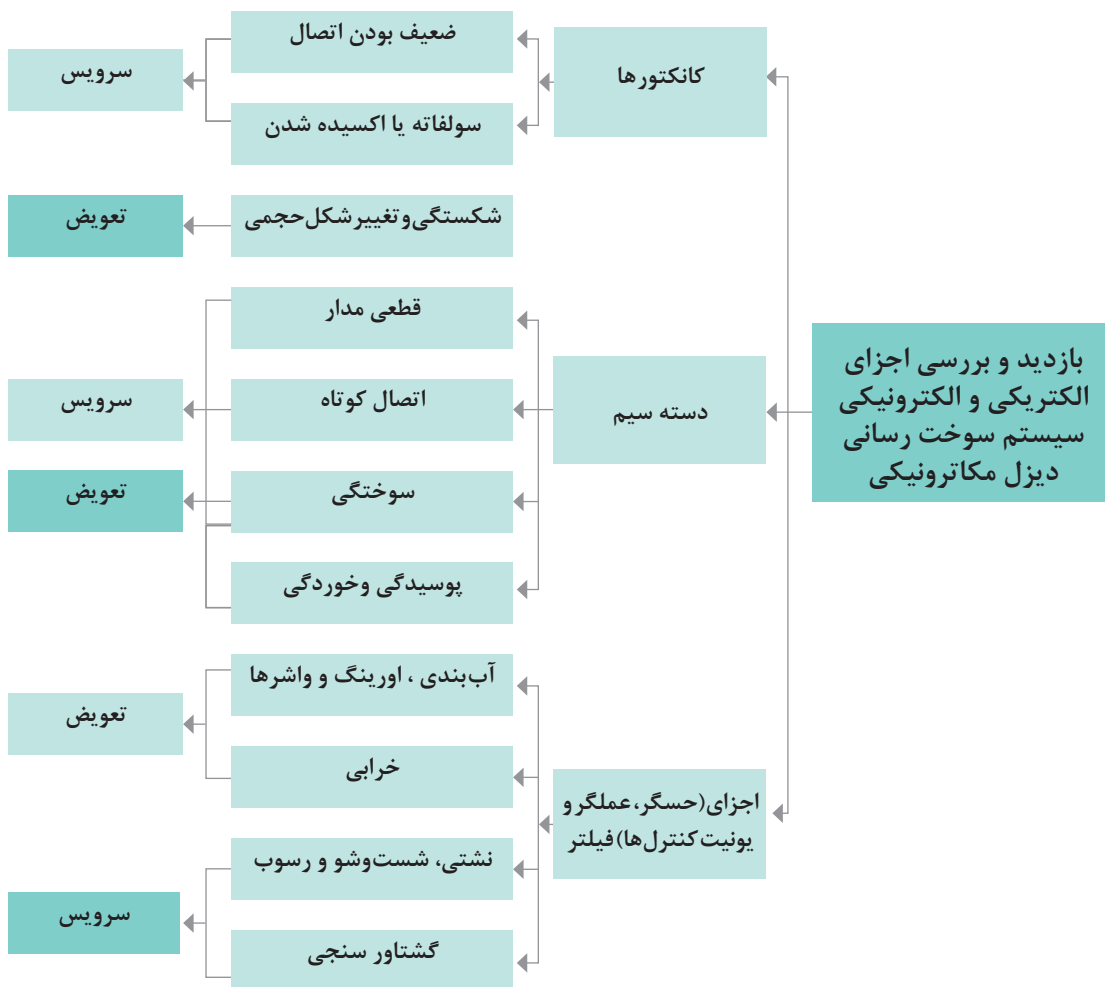 بازدید و بررسی اجزای
الکتریکی و الکترونیکی
سیستم سوخت رسانی
دیزل مکاترونیکی
کانکتورها
ضعیف بودن اتصال
سولفاته یا اکسیده شدن
سرویس
شکستگی و تغییر شکل حجمی
تعویض
دسته سیم
قطعی مدار
اتصال کوتاه
سوختگی
پوسیدگی وخوردگی
سرویس
تعویض
اجزای (حسگر، عملگر و
یونیت کنترل‌ها) فیلتر
آب‌بندی ، اورینگ و واشرها
خرابی
تعویض
نشتی، شست‌وشو و رسوب
گشتاور سنجی
سرویس